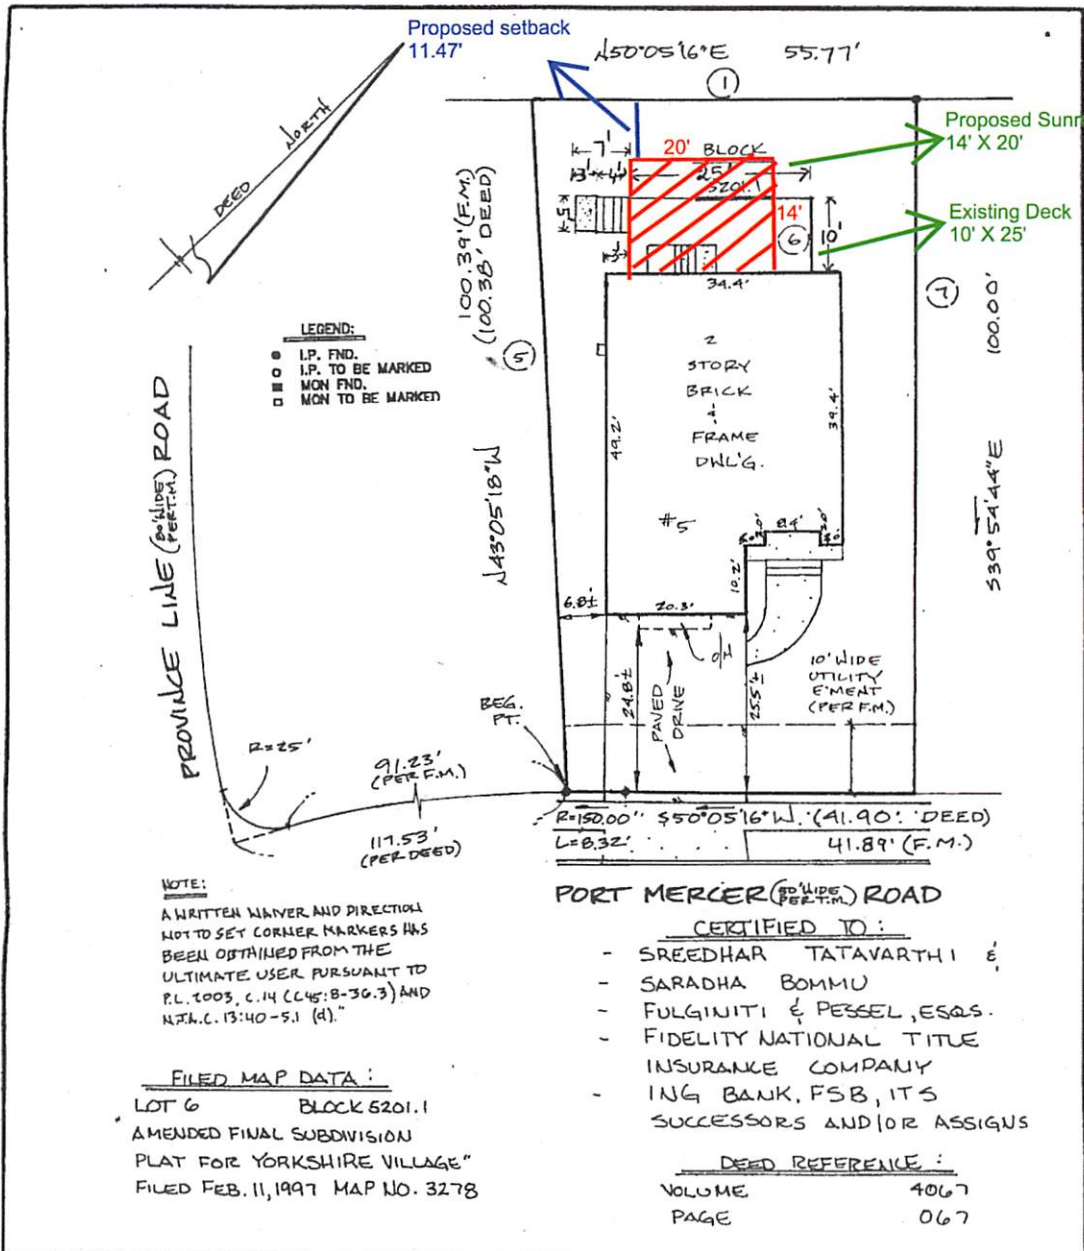 Proposed setback
11.47'
N50°05'16"E 55.77'
1
NORTH
DEED
Proposed Sunr
14' X 20'
7'
20'
BLOCK
3'
4'
25'
5201.1
5'
14'
6
10'
Existing Deck
10' X 25'
3'
34.4'
100.39' (F.M.)
(100.38' DEED)
7
100.00'
LEGEND:
I.P. FND.
I.P. TO BE MARKED
MON FND.
MON TO BE MARKED
5
2
STORY
BRICK
&
FRAME
DWL'G.
49.2'
39.4'
N43°05'18"W
S39°54'44"E
#5
8.4'
10.2'
PROVINCE LINE (80' WIDE PER T.M.) ROAD
6.8±
20.3'
O/H
24.8±
PAVED
DRIVE
25.5'±
10' WIDE
UTILITY
E'MENT
(PER F.M.)
BEG.
PT.
R=25'
91.23'
(PER F.M.)
117.53'
(PER DEED)
R=150.00' S50°05'16"W. (41.90' DEED)
L=8.32' 41.89' (F.M.)
PORT MERCER (50' WIDE PER T.M.) ROAD
NOTE:
A WRITTEN WAIVER AND DIRECTION
NOT TO SET CORNER MARKERS HAS
BEEN OBTAINED FROM THE
ULTIMATE USER PURSUANT TO
P.L. 2003, C.14 (C45:8-36.3) AND
N.J.A.C. 13:40-5.1 (d)."
CERTIFIED TO:
- SREEDHAR TATAVARTHI &
- SARADHA BOMMU
- FULGINITI & PESSEL, ESQS.
- FIDELITY NATIONAL TITLE
INSURANCE COMPANY
- ING BANK, FSB, ITS
SUCCESSORS AND/OR ASSIGNS
FILED MAP DATA:
LOT 6 BLOCK 5201.1
AMENDED FINAL SUBDIVISION
PLAT FOR YORKSHIRE VILLAGE"
FILED FEB. 11, 1997 MAP NO. 3278
DEED REFERENCE:
VOLUME 4067
PAGE 067